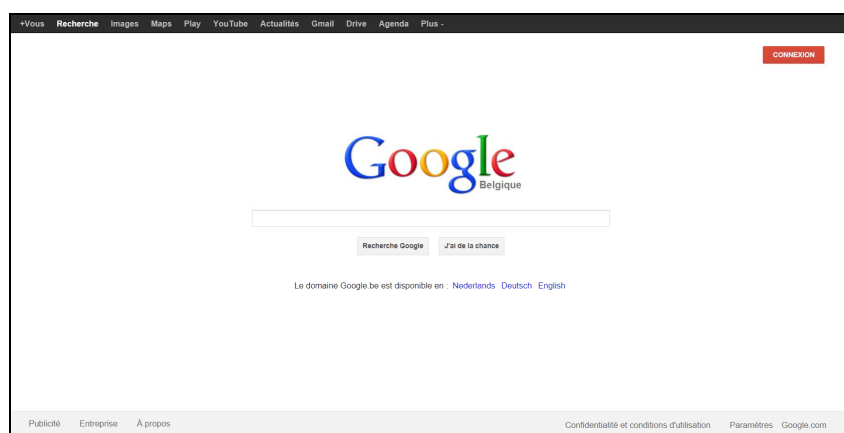 +Vous Recherche Images Maps Play YouTube Actualités Gmail Drive Agenda Plus -
CONNEXION
Google
Belgique
Recherche Google J'ai de la chance
Le domaine Google.be est disponible en : Nederlands Deutsch English
Publicité Entreprise À propos Confidentialité et conditions d'utilisation Paramètres Google.com